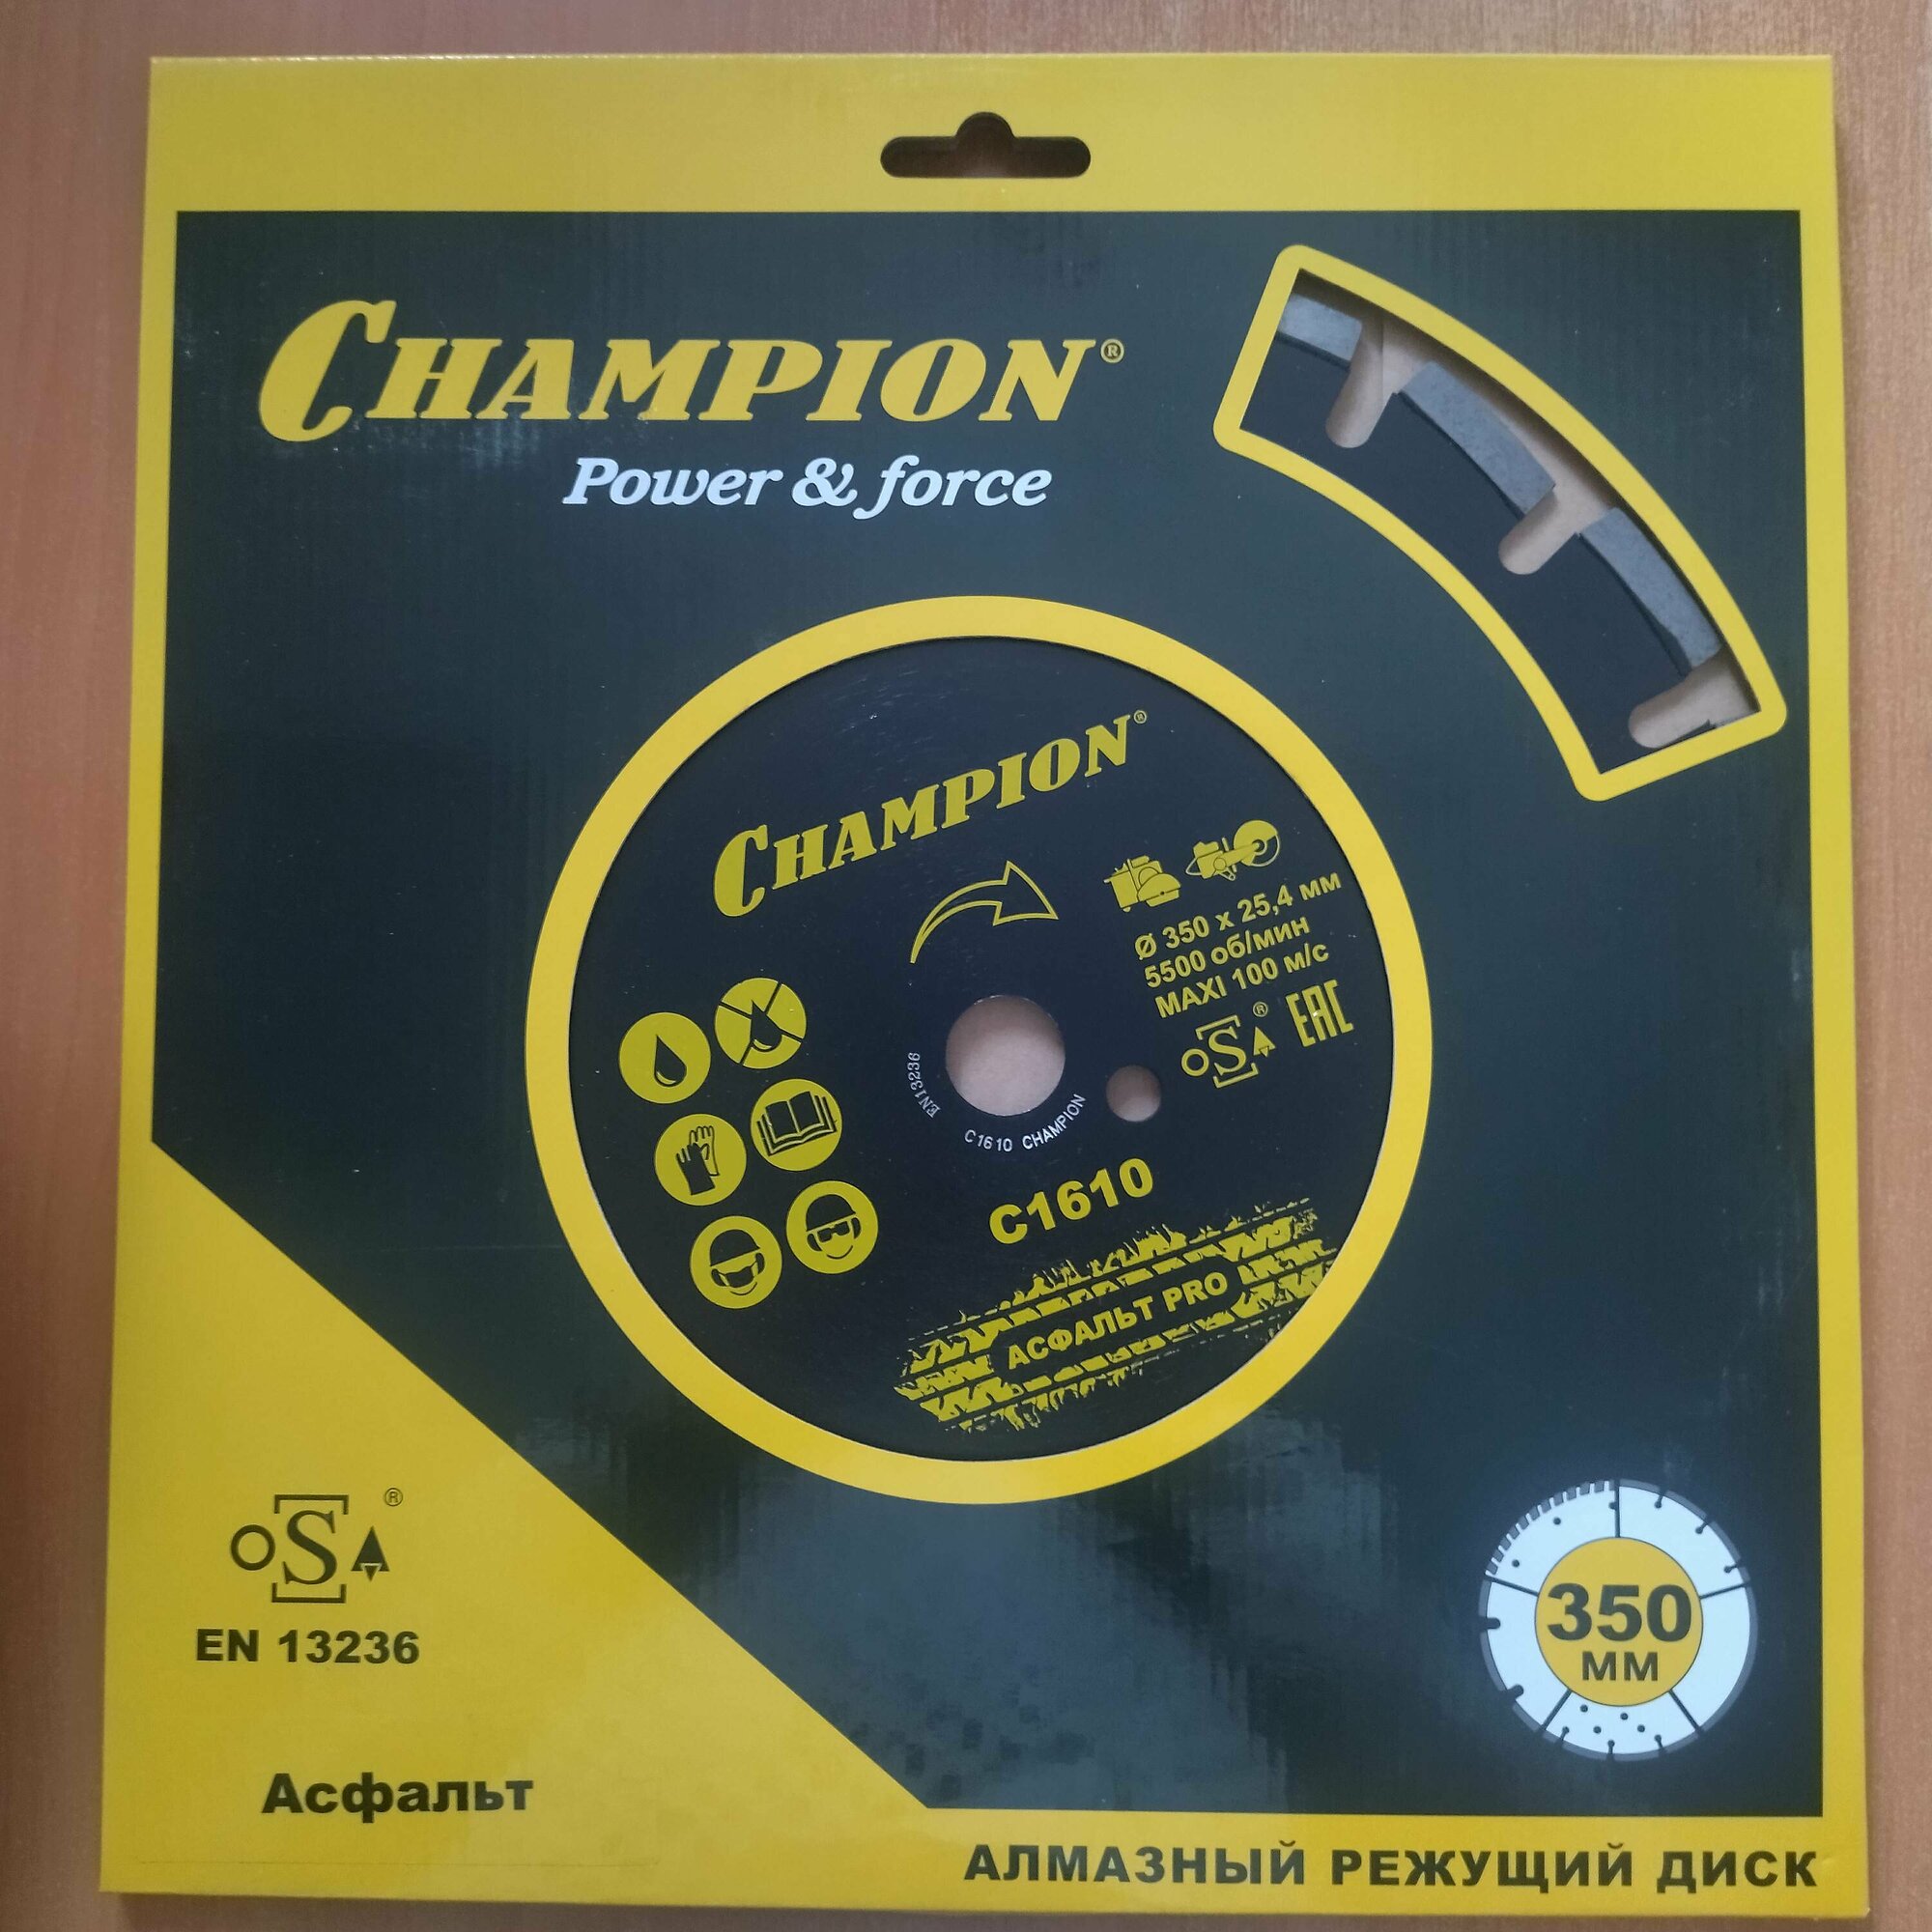 CHAMPION®
Power & force
CHAMPION®
Ø 350 x 25,4 мм
5500 об/мин
MAXI 100 м/с
oSA® EAC
EN13236
C1610 CHAMPION
C1610
АСФАЛЬТ PRO
oSA®
EN 13236
Асфальт
350
ММ
АЛМАЗНЫЙ РЕЖУЩИЙ ДИСК